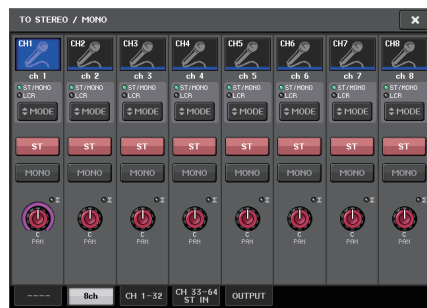 TO STEREO / MONO
CH1 CH2 CH3 CH4 CH5 CH6 CH7 CH8
ch 1 ch 2 ch 3 ch 4 ch 5 ch 6 ch 7 ch 8
ST/MONO ST/MONO ST/MONO ST/MONO ST/MONO ST/MONO ST/MONO ST/MONO
LCR LCR LCR LCR LCR LCR LCR LCR
MODE MODE MODE MODE MODE MODE MODE MODE
ST ST ST ST ST ST ST ST
MONO MONO MONO MONO MONO MONO MONO MONO
Σ Σ Σ Σ Σ Σ Σ Σ
C C C C C C C C
PAN PAN PAN PAN PAN PAN PAN PAN
---- 8ch CH 1-32 CH 33-64 OUTPUT
ST IN